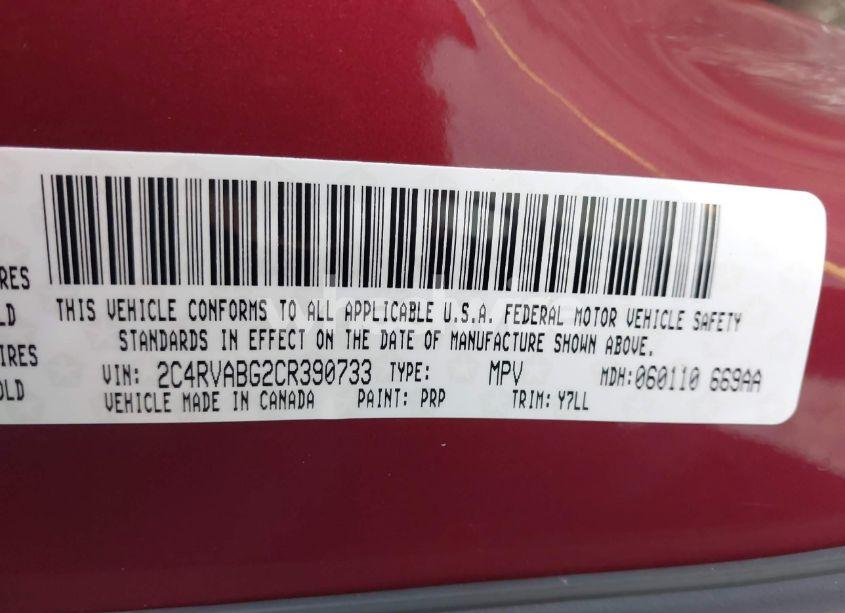 IRES
LD
THIS VEHICLE CONFORMS TO ALL APPLICABLE U.S.A. FEDERAL MOTOR VEHICLE SAFETY
STANDARDS IN EFFECT ON THE DATE OF MANUFACTURE SHOWN ABOVE.
IRES
VIN: 2C4RVABG2CR390733 TYPE: MPV MDH:060110 669AA
OLD
VEHICLE MADE IN CANADA PAINT: PRP TRIM: Y7LL